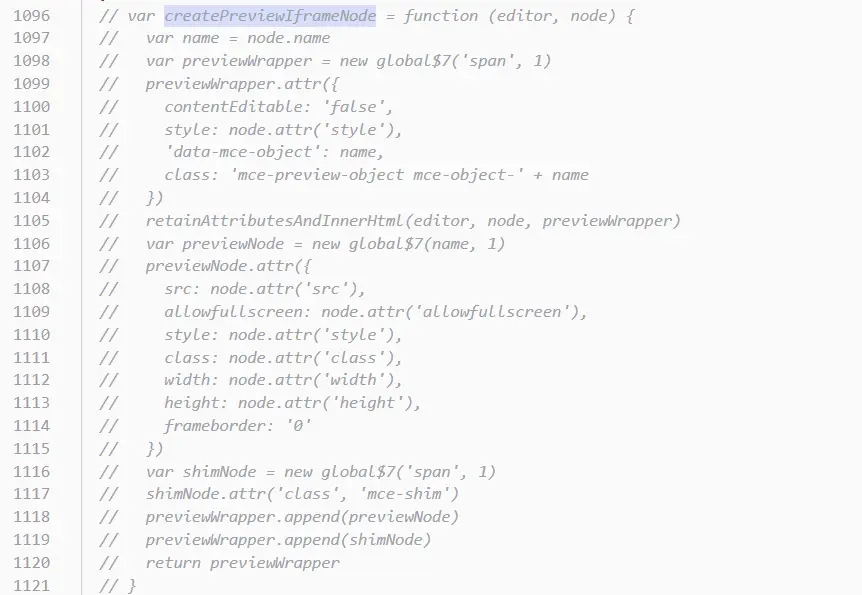 1096 // var createPreviewIframeNode = function (editor, node) {
1097 //   var name = node.name
1098 //   var previewWrapper = new global$7('span', 1)
1099 //   previewWrapper.attr({
1100 //     contentEditable: 'false',
1101 //     style: node.attr('style'),
1102 //     'data-mce-object': name,
1103 //     class: 'mce-preview-object mce-object-' + name
1104 //   })
1105 //   retainAttributesAndInnerHtml(editor, node, previewWrapper)
1106 //   var previewNode = new global$7(name, 1)
1107 //   previewNode.attr({
1108 //     src: node.attr('src'),
1109 //     allowfullscreen: node.attr('allowfullscreen'),
1110 //     style: node.attr('style'),
1111 //     class: node.attr('class'),
1112 //     width: node.attr('width'),
1113 //     height: node.attr('height'),
1114 //     frameborder: '0'
1115 //   })
1116 //   var shimNode = new global$7('span', 1)
1117 //   shimNode.attr('class', 'mce-shim')
1118 //   previewWrapper.append(previewNode)
1119 //   previewWrapper.append(shimNode)
1120 //   return previewWrapper
1121 // }